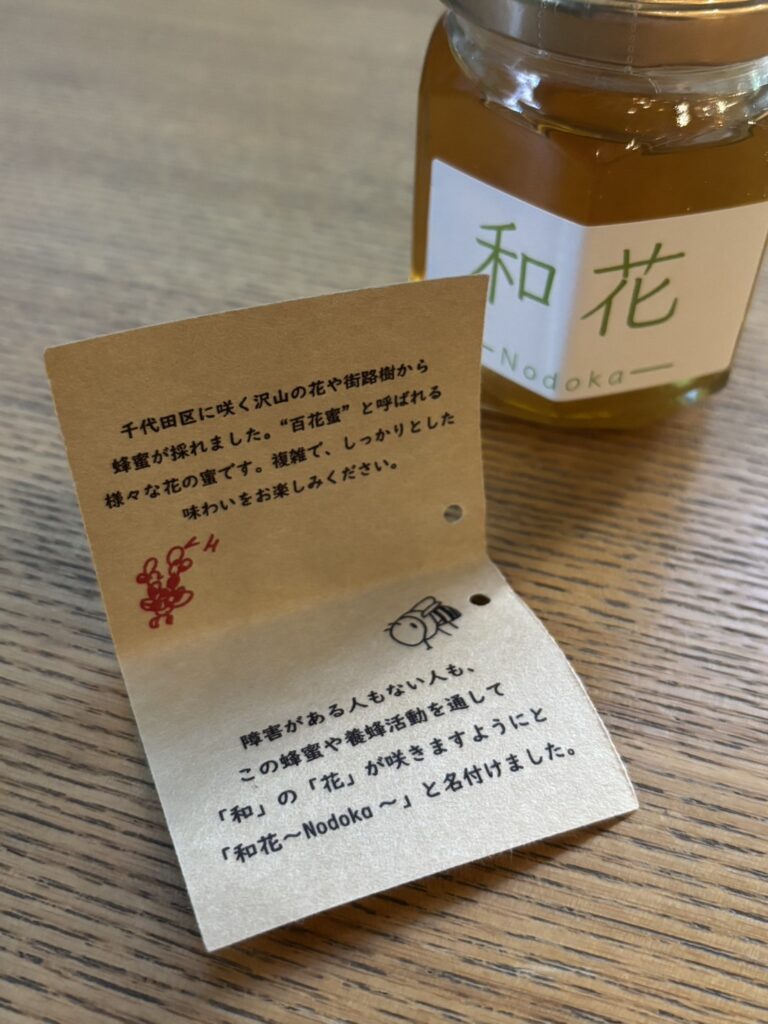 和花
Nodoka
千代田区に咲く沢山の花や街路樹から
蜂蜜が採れました。“百花蜜”と呼ばれる
様々な花の蜜です。複雑で、しっかりとした
味わいをお楽しみください。
障害がある人もない人も、
この蜂蜜や養蜂活動を通して
「和」の「花」が咲きますようにと
「和花～Nodoka～」と名付けました。